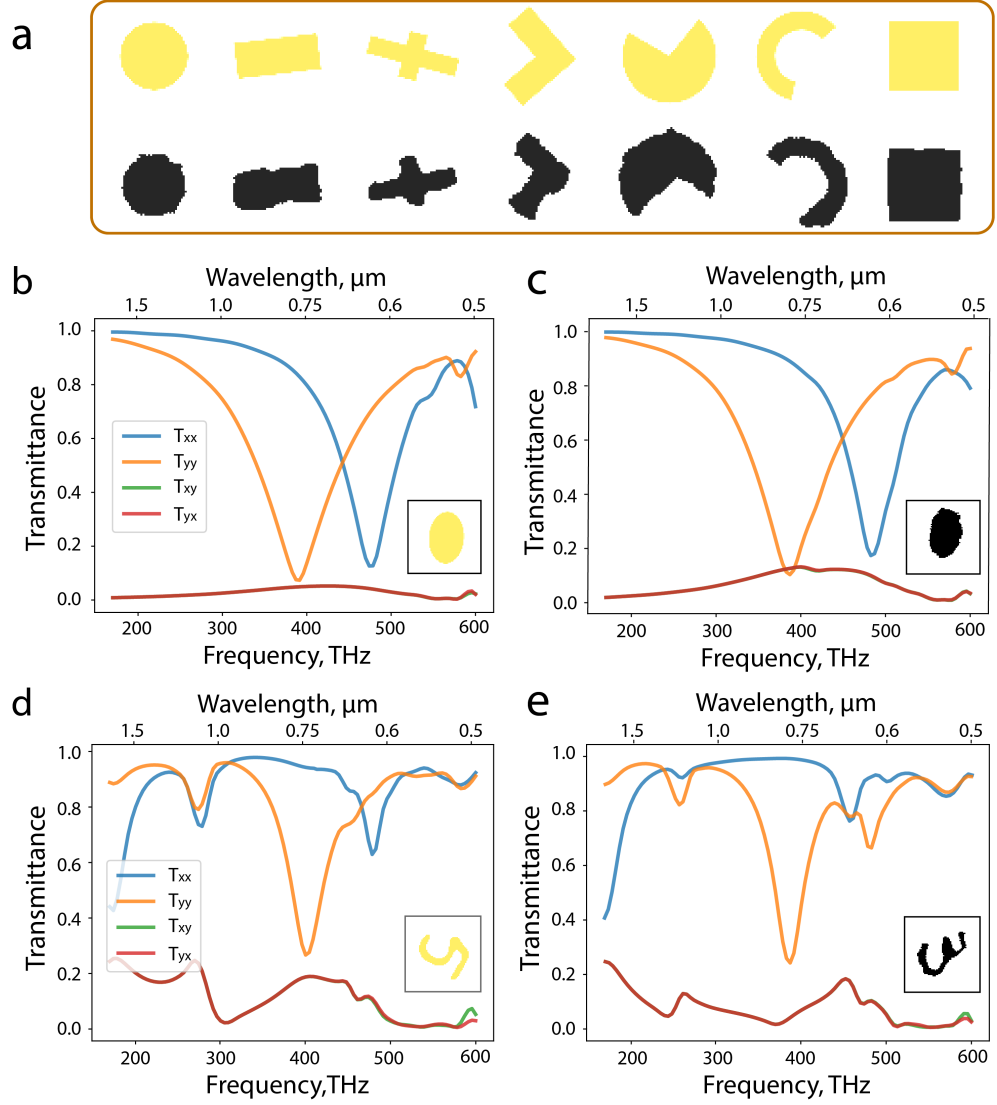 a
b
Wavelength, μm
1.5 1.0 0.75 0.6 0.5
Transmittance
1.0
0.8
0.6
0.4
0.2
0.0
Txx
Tyy
Txy
Tyx
200 300 400 500 600
Frequency, THz
c
Wavelength, μm
1.5 1.0 0.75 0.6 0.5
Transmittance
1.0
0.8
0.6
0.4
0.2
0.0
200 300 400 500 600
Frequency, THz
d
Wavelength, μm
1.5 1.0 0.75 0.6 0.5
Transmittance
1.0
0.8
0.6
0.4
0.2
0.0
Txx
Tyy
Txy
Tyx
200 300 400 500 600
Frequency,THz
e
Wavelength, μm
1.5 1.0 0.75 0.6 0.5
Transmittance
1.0
0.8
0.6
0.4
0.2
0.0
200 300 400 500 600
Frequency, THz